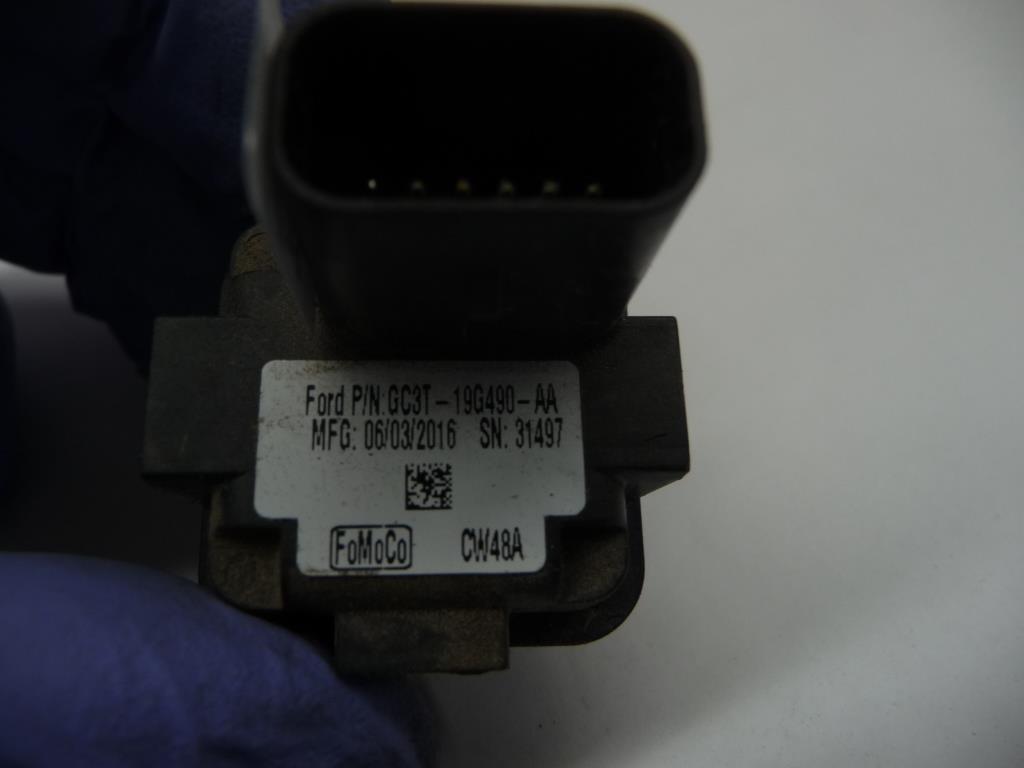 Ford P/N:GC3T-19G490-AA
MFG: 06/03/2016 SN: 31497
FoMoCo CW48A